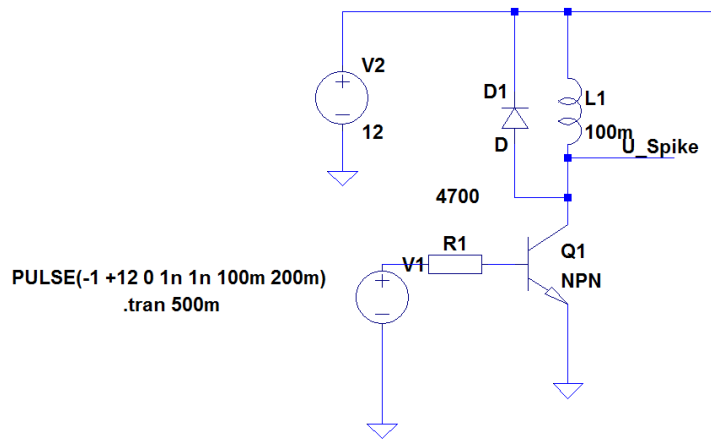 V2
12
D1
D
L1
100m
U_Spike
4700
R1
V1
Q1
NPN
PULSE(-1 +12 0 1n 1n 100m 200m)
.tran 500m